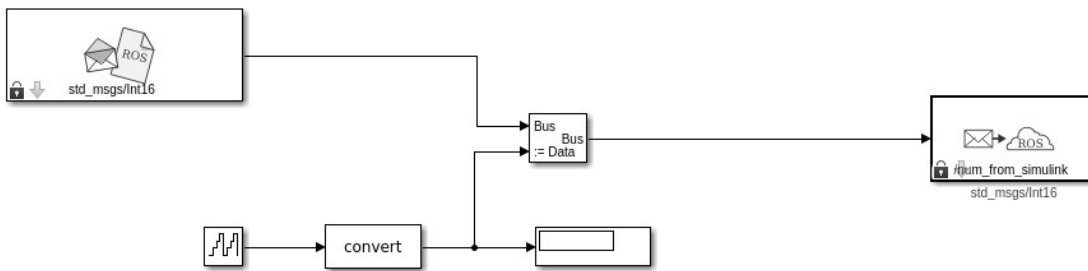 ROS
std_msgs/Int16
Bus
Bus
:= Data
ROS
/num_from_simulink
std_msgs/Int16
convert